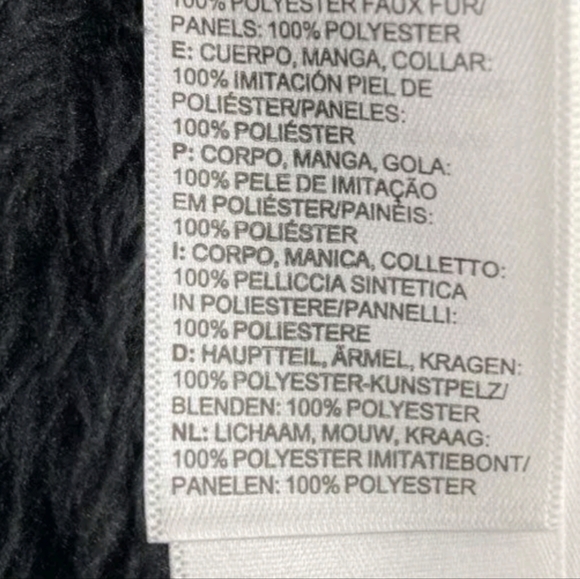 100% POLYESTER FAUX FUR/
PANELS: 100% POLYESTER
E: CUERPO, MANGA, COLLAR:
100% IMITACIÓN PIEL DE
POLIÉSTER/PANELES:
100% POLIÉSTER
P: CORPO, MANGA, GOLA:
100% PELE DE IMITAÇÃO
EM POLIÉSTER/PAINÉIS:
100% POLIÉSTER
I: CORPO, MANICA, COLLETTO:
100% PELLICCIA SINTETICA
IN POLIESTERE/PANNELLI:
100% POLIESTERE
D: HAUPTTEIL, ÄRMEL, KRAGEN:
100% POLYESTER-KUNSTPELZ/
BLENDEN: 100% POLYESTER
NL: LICHAAM, MOUW, KRAAG:
100% POLYESTER IMITATIEBONT/
PANELEN: 100% POLYESTER